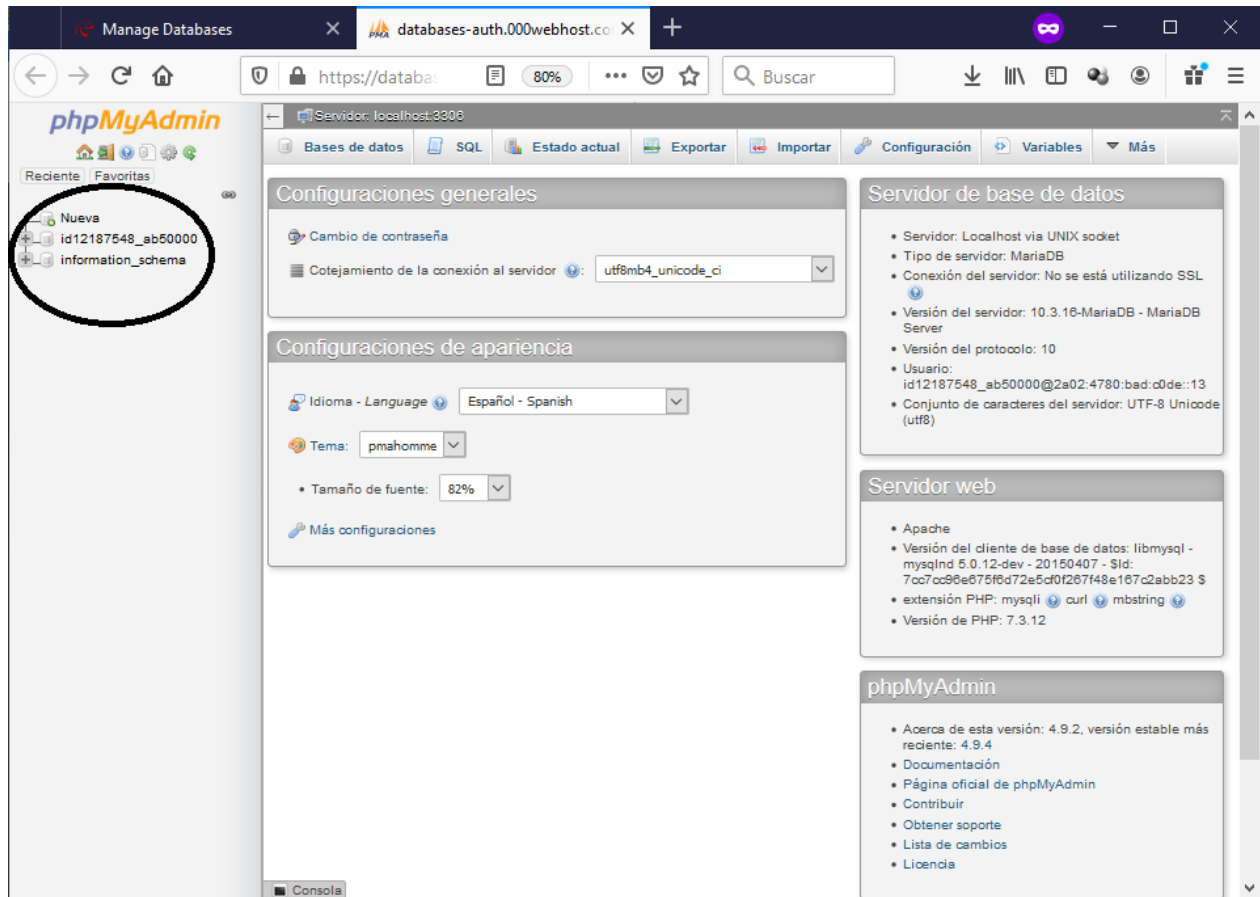 Manage Databases
databases-auth.000webhost.co
https://databas
80%
Buscar
phpMyAdmin
Reciente
Favoritas
Nueva
id12187548_ab50000
information_schema
Servidor: localhost:3306
Bases de datos
SQL
Estado actual
Exportar
Importar
Configuración
Variables
Más
Configuraciones generales
Cambio de contraseña
Cotejamiento de la conexión al servidor :
utf8mb4_unicode_ci
Configuraciones de apariencia
Idioma - Language
Español - Spanish
Tema:
pmahomme
• Tamaño de fuente:
82%
Más configuraciones
Servidor de base de datos
• Servidor: Localhost via UNIX socket
• Tipo de servidor: MariaDB
• Conexión del servidor: No se está utilizando SSL
• Versión del servidor: 10.3.16-MariaDB - MariaDB
Server
• Versión del protocolo: 10
• Usuario:
id12187548_ab50000@2a02:4780:bad:c0de::13
• Conjunto de caracteres del servidor: UTF-8 Unicode
(utf8)
Servidor web
• Apache
• Versión del cliente de base de datos: libmysql -
mysqlnd 5.0.12-dev - 20150407 - $Id:
7cc7cc96e675f6d72e5cf0f267f48e167c2abb23 $
• extensión PHP: mysqli curl mbstring
• Versión de PHP: 7.3.12
phpMyAdmin
• Acerca de esta versión: 4.9.2, versión estable más
reciente: 4.9.4
• Documentación
• Página oficial de phpMyAdmin
• Contribuir
• Obtener soporte
• Lista de cambios
• Licencia
Consola